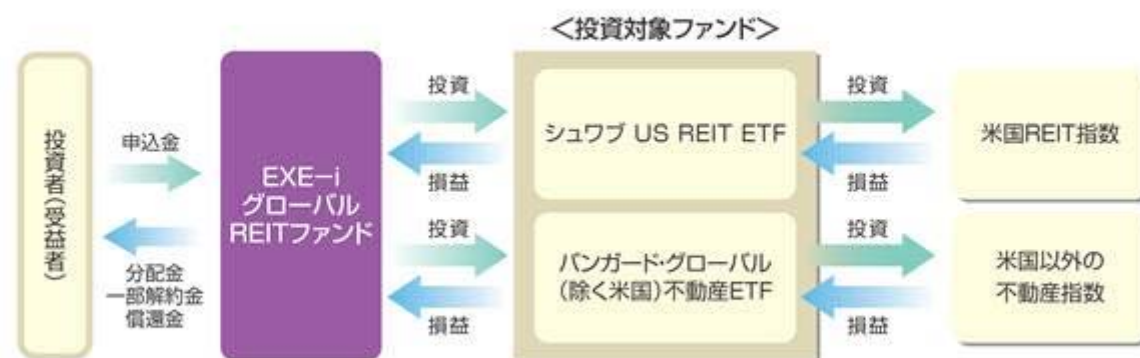 ＜投資対象ファンド＞
投資者(受益者)
申込金
分配金
一部解約金
償還金
EXE-i
グローバル
REITファンド
投資
損益
投資
損益
シュワブ US REIT ETF
バンガード・グローバル
(除く米国)不動産ETF
投資
損益
投資
損益
米国REIT指数
米国以外の
不動産指数